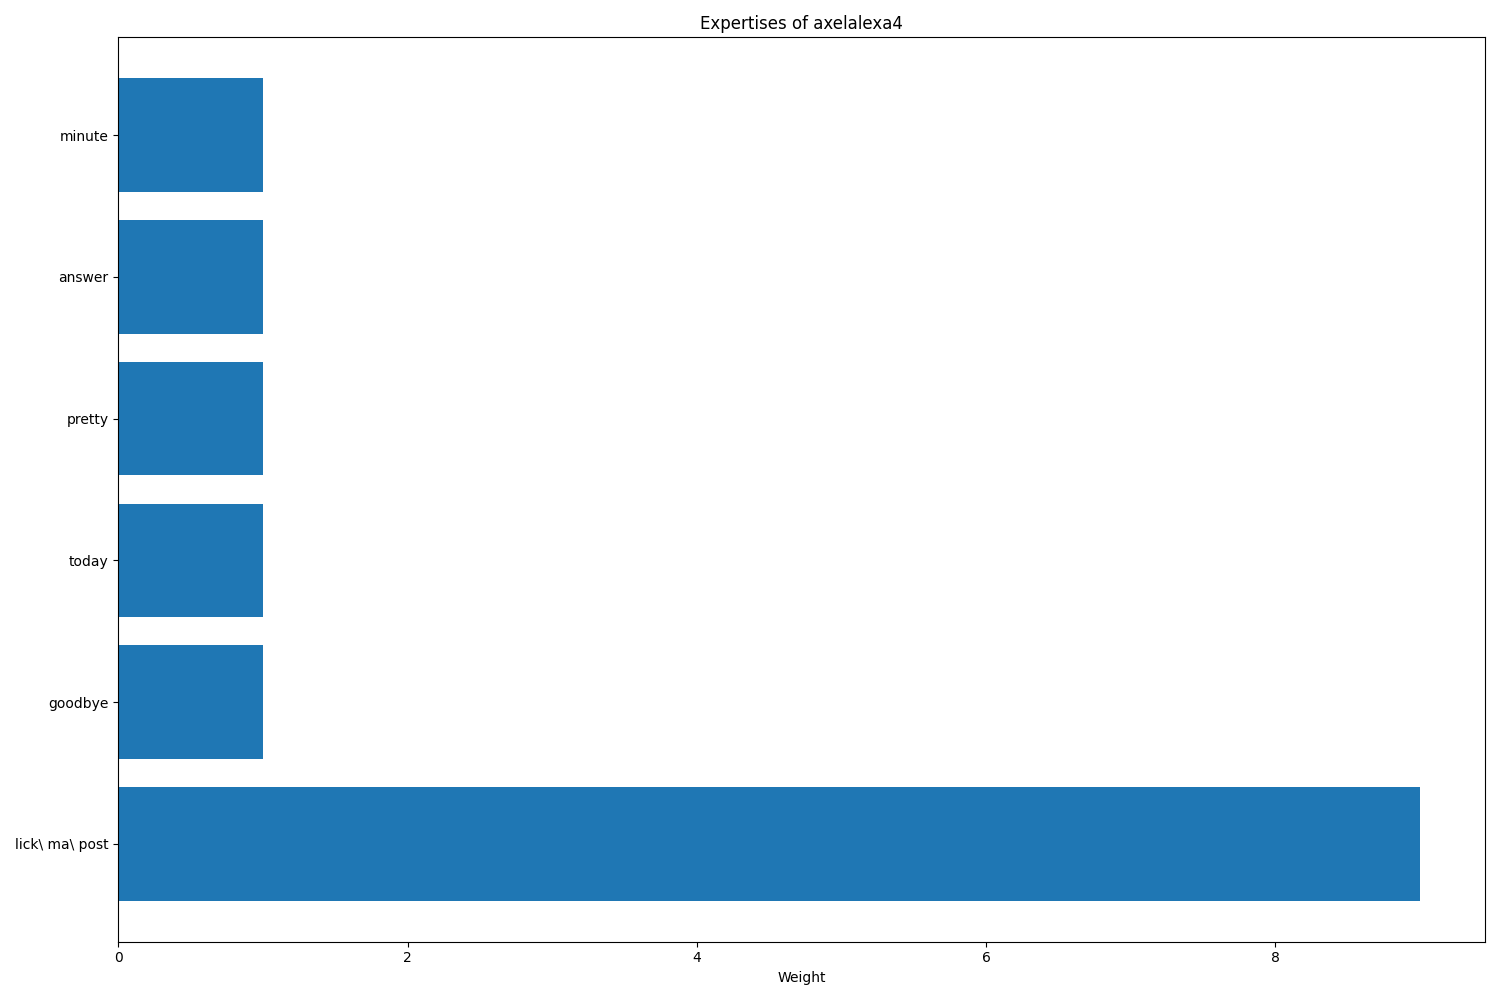 Expertises of axelalexa4
minute
answer
pretty
today
goodbye
lick\ ma\ post
0 2 4 6 8
Weight